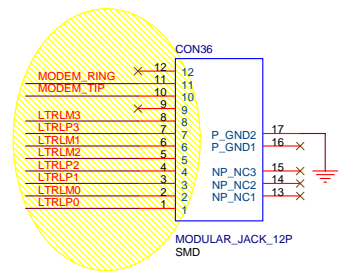 CON36
12 12
MODEM_RING 11 11
MODEM_TIP 10 10
9 9
LTRLM3 8 8
LTRLP3 7 7 P_GND2 17
LTRLM1 6 6 P_GND1 16
LTRLM2 5 5
LTRLP2 4 4 NP_NC3 15
LTRLP1 3 3 NP_NC2 14
LTRLM0 2 2 NP_NC1 13
LTRLP0 1 1
MODULAR_JACK_12P
SMD